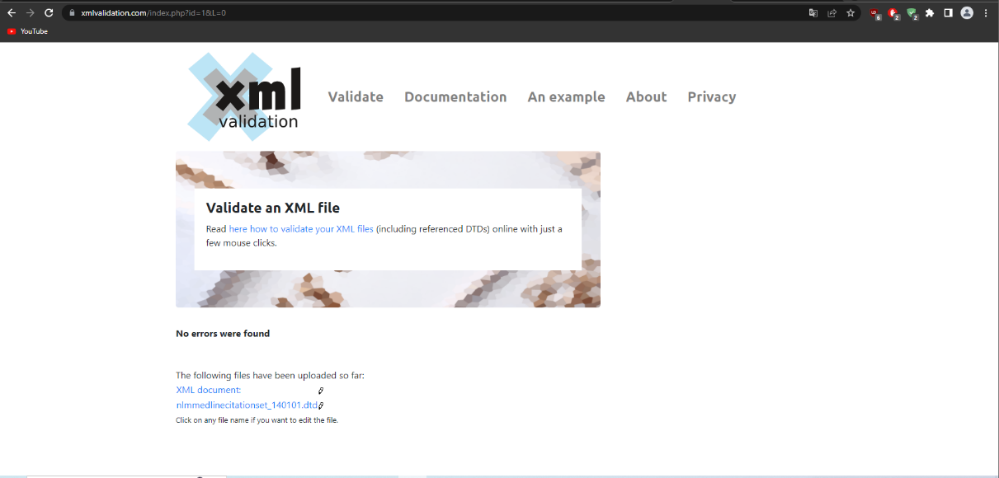 xmlvalidation.com/index.php?id=1&L=0
6
2
2
YouTube
xml
validation
Validate
Documentation
An example
About
Privacy
Validate an XML file
Read here how to validate your XML files (including referenced DTDs) online with just a
few mouse clicks.
No errors were found
The following files have been uploaded so far:
XML document:
nlmmedlinecitationset_140101.dtd
Click on any file name if you want to edit the file.